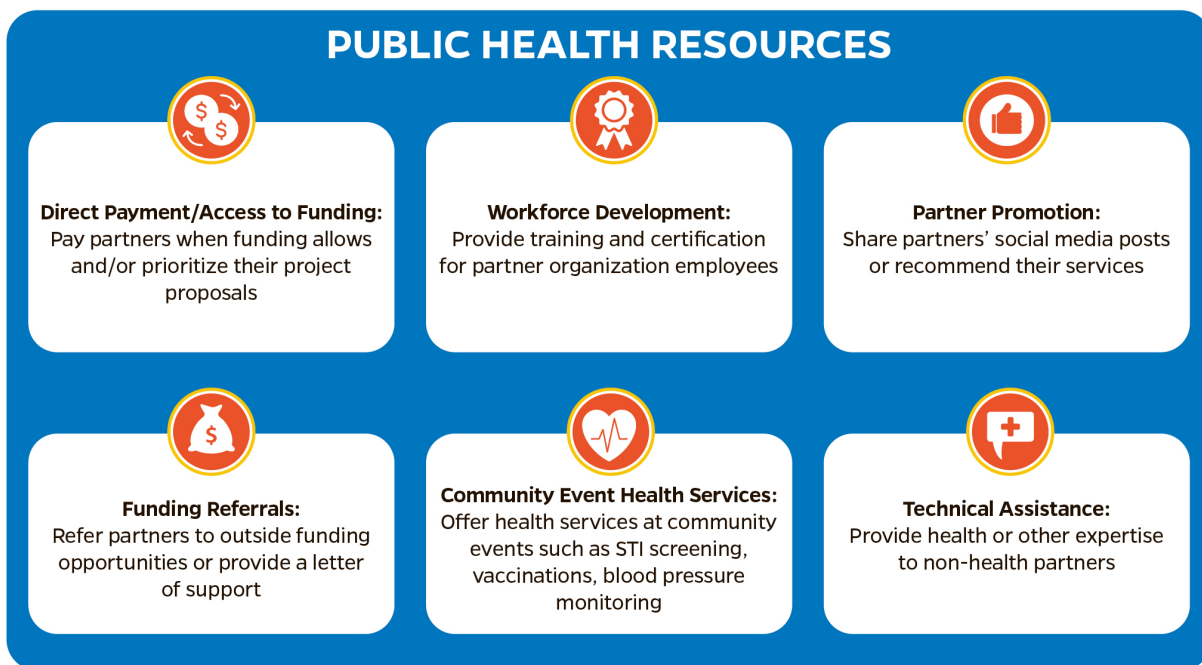 PUBLIC HEALTH RESOURCES
$
$
Direct Payment/Access to Funding:
Pay partners when funding allows
and/or prioritize their project
proposals
Workforce Development:
Provide training and certification
for partner organization employees
Partner Promotion:
Share partners’ social media posts
or recommend their services
$
Funding Referrals:
Refer partners to outside funding
opportunities or provide a letter
of support
Community Event Health Services:
Offer health services at community
events such as STI screening,
vaccinations, blood pressure
monitoring
Technical Assistance:
Provide health or other expertise
to non-health partners